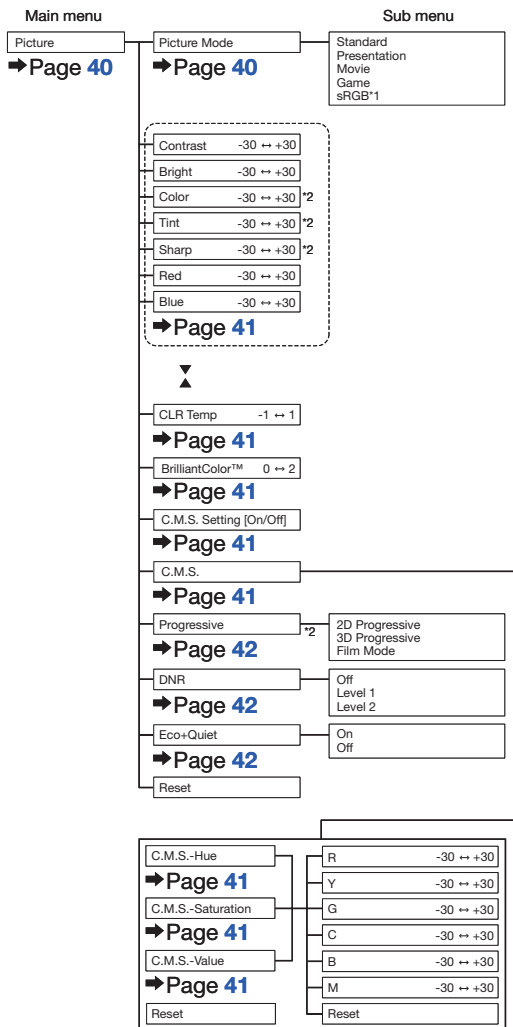 Main menu Sub menu
Picture
➡Page 40
Picture Mode
➡Page 40
Standard
Presentation
Movie
Game
sRGB*1
Contrast -30 ↔ +30
Bright -30 ↔ +30
Color -30 ↔ +30 *2
Tint -30 ↔ +30 *2
Sharp -30 ↔ +30 *2
Red -30 ↔ +30
Blue -30 ↔ +30
➡Page 41
CLR Temp -1 ↔ 1
➡Page 41
BrilliantColor™ 0 ↔ 2
➡Page 41
C.M.S. Setting [On/Off]
➡Page 41
C.M.S.
➡Page 41
Progressive *2
➡Page 42
2D Progressive
3D Progressive
Film Mode
DNR
➡Page 42
Off
Level 1
Level 2
Eco+Quiet
➡Page 42
On
Off
Reset
C.M.S.-Hue
➡Page 41
C.M.S.-Saturation
➡Page 41
C.M.S.-Value
➡Page 41
Reset
R -30 ↔ +30
Y -30 ↔ +30
G -30 ↔ +30
C -30 ↔ +30
B -30 ↔ +30
M -30 ↔ +30
Reset